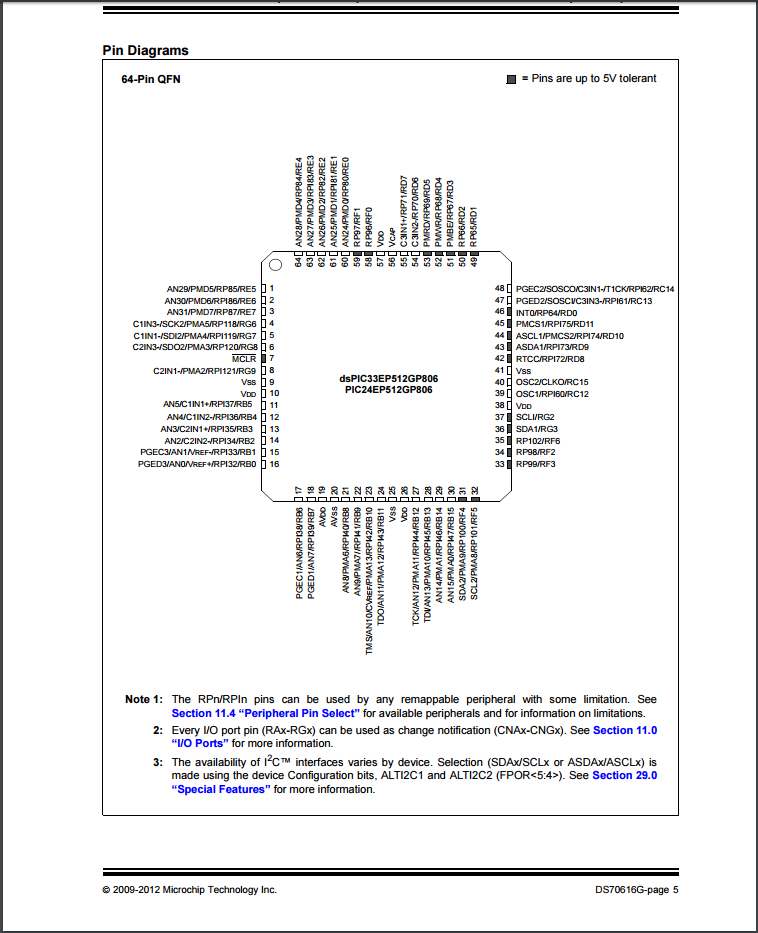 Pin Diagrams
64-Pin QFN
= Pins are up to 5V tolerant
64 AN28/PMD4/RP84/RE4
63 AN27/PMD3/RPI83/RE3
62 AN26/PMD2/RP82/RE2
61 AN25/PMD1/RPI81/RE1
60 AN24/PMD0/RP80/RE0
59 RP97/RF1
58 RP96/RF0
57 VDD
56 VCAP
55 C3IN1+/RP71/RD7
54 C3IN2-/RP70/RD6
53 PMRD/RP69/RD5
52 PMWR/RP68/RD4
51 PMBE/RP67/RD3
50 RP66/RD2
49 RP65/RD1
AN29/PMD5/RP85/RE5 1
AN30/PMD6/RPI86/RE6 2
AN31/PMD7/RP87/RE7 3
C1IN3-/SCK2/PMA5/RP118/RG6 4
C1IN1-/SDI2/PMA4/RPI119/RG7 5
C2IN3-/SDO2/PMA3/RP120/RG8 6
MCLR 7
C2IN1-/PMA2/RPI121/RG9 8
VSS 9
VDD 10
AN5/C1IN1+/RPI37/RB5 11
AN4/C1IN2-/RPI36/RB4 12
AN3/C2IN1+/RPI35/RB3 13
AN2/C2IN2-/RPI34/RB2 14
PGEC3/AN1/VREF-/RPI33/RB1 15
PGED3/AN0/VREF+/RPI32/RB0 16
dsPIC33EP512GP806
PIC24EP512GP806
48 PGEC2/SOSCO/C3IN1-/T1CK/RPI62/RC14
47 PGED2/SOSCI/C3IN3-/RPI61/RC13
46 INT0/RP64/RD0
45 PMCS1/RPI75/RD11
44 ASCL1/PMCS2/RPI74/RD10
43 ASDA1/RPI73/RD9
42 RTCC/RPI72/RD8
41 VSS
40 OSC2/CLKO/RC15
39 OSC1/RPI60/RC12
38 VDD
37 SCLI/RG2
36 SDA1/RG3
35 RP102/RF6
34 RP98/RF2
33 RP99/RF3
17 PGEC1/AN6/RPI38/RB6
18 PGED1/AN7/RPI39/RB7
19 AVDD
20 AVSS
21 AN8/PMA6/RPI40/RB8
22 AN9/PMA7/RPI41/RB9
23 TMS/AN10/CVREF/PMA13/RPI42/RB10
24 TDO/AN11/PMA12/RPI43/RB11
25 VSS
26 VDD
27 TCK/AN12/PMA11/RPI44/RB12
28 TDI/AN13/PMA10/RPI45/RB13
29 AN14/PMA1/RPI46/RB14
30 AN15/PMA0/RPI47/RB15
31 SDA2/PMA9/RP100/RF4
32 SCL2/PMA8/RP101/RF5
Note 1: The RPn/RPIn pins can be used by any remappable peripheral with some limitation. See
Section 11.4 “Peripheral Pin Select” for available peripherals and for information on limitations.
2: Every I/O port pin (RAx-RGx) can be used as change notification (CNAx-CNGx). See Section 11.0
“I/O Ports” for more information.
3: The availability of I2C™ interfaces varies by device. Selection (SDAx/SCLx or ASDAx/ASCLx) is
made using the device Configuration bits, ALTI2C1 and ALTI2C2 (FPOR<5:4>). See Section 29.0
“Special Features” for more information.
© 2009-2012 Microchip Technology Inc.
DS70616G-page 5